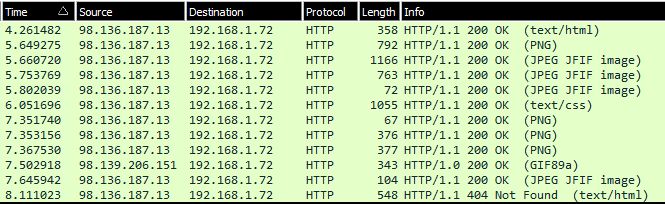 Time Source Destination Protocol Length Info
4.261482 98.136.187.13 192.168.1.72 HTTP 358 HTTP/1.1 200 OK (text/html)
5.649275 98.136.187.13 192.168.1.72 HTTP 792 HTTP/1.1 200 OK (PNG)
5.660720 98.136.187.13 192.168.1.72 HTTP 1166 HTTP/1.1 200 OK (JPEG JFIF image)
5.753769 98.136.187.13 192.168.1.72 HTTP 763 HTTP/1.1 200 OK (JPEG JFIF image)
5.802039 98.136.187.13 192.168.1.72 HTTP 72 HTTP/1.1 200 OK (JPEG JFIF image)
6.051696 98.136.187.13 192.168.1.72 HTTP 1055 HTTP/1.1 200 OK (text/css)
7.351740 98.136.187.13 192.168.1.72 HTTP 67 HTTP/1.1 200 OK (PNG)
7.353156 98.136.187.13 192.168.1.72 HTTP 376 HTTP/1.1 200 OK (PNG)
7.367530 98.136.187.13 192.168.1.72 HTTP 377 HTTP/1.1 200 OK (PNG)
7.502918 98.139.206.151 192.168.1.72 HTTP 343 HTTP/1.0 200 OK (GIF89a)
7.645942 98.136.187.13 192.168.1.72 HTTP 104 HTTP/1.1 200 OK (JPEG JFIF image)
8.111023 98.136.187.13 192.168.1.72 HTTP 548 HTTP/1.1 404 Not Found (text/html)